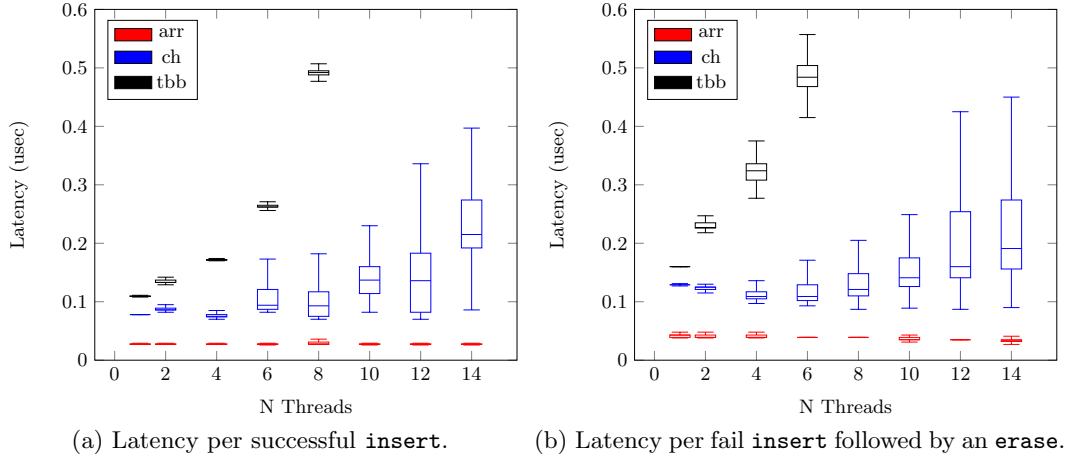 0.6
0.5
0.4
0.3
0.2
0.1
0
Latency (usec)
arr
ch
tbb
0 2 4 6 8 10 12 14
N Threads
(a) Latency per successful insert.
0.6
0.5
0.4
0.3
0.2
0.1
0
Latency (usec)
arr
ch
tbb
0 2 4 6 8 10 12 14
N Threads
(b) Latency per fail insert followed by an erase.